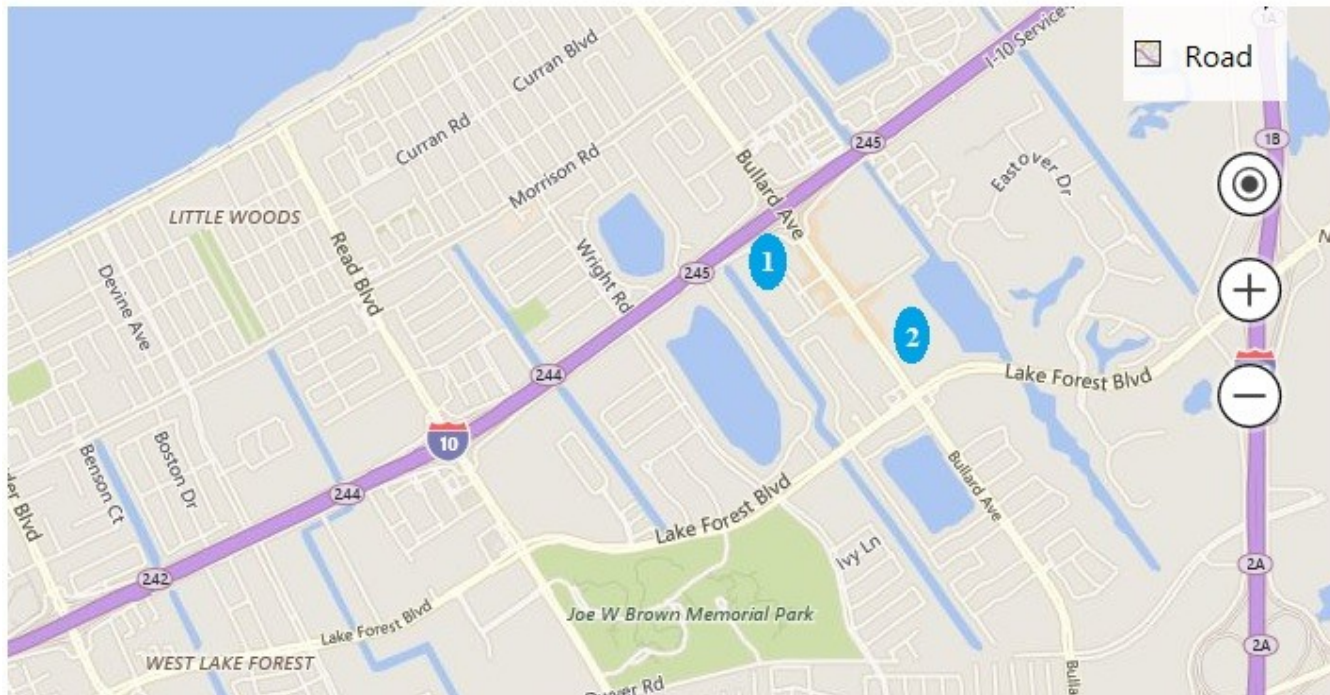 1A
I-10 Service
Road
Curran Blvd
Curran Rd
245
1B
Bullard Ave
Morrison Rd
Eastover Dr
LITTLE WOODS
Read Blvd
Wright Rd
1
245
N
Devine Ave
2
244
Lake Forest Blvd
10
Benson Ct
Boston Dr
244
Lake Forest Blvd
Bullard Ave
Ivy Ln
242
2A
Joe W Brown Memorial Park
Lake Forest Blvd
WEST LAKE FOREST
2A
Rd